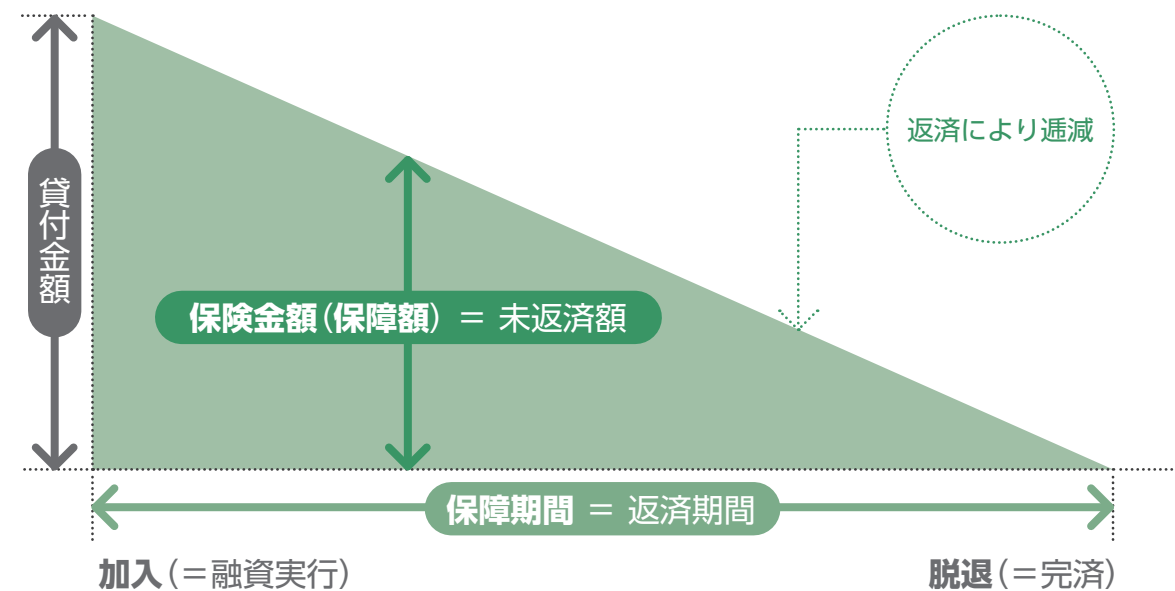 返済により逓減
貸付金額
保険金額(保障額) = 未返済額
保障期間 = 返済期間
加入(=融資実行)
脱退(=完済)